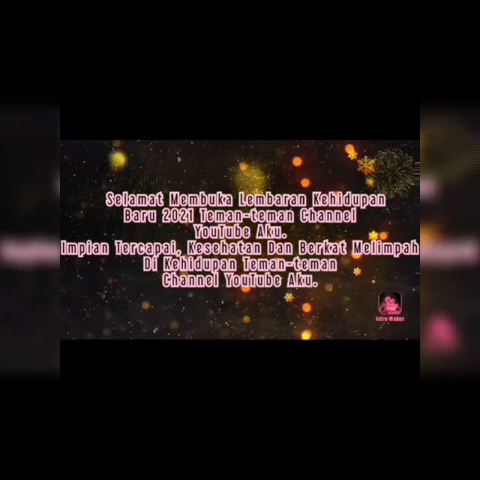 Selamat Membuka Lembaran Kehidupan
Baru 2021 Teman-teman Channel
YouTube Aku.
Impian Tercapai, Kesehatan Dan Berkat Melimpah
Di Kehidupan Teman-teman
Channel YouTube Aku.
Intro Maker